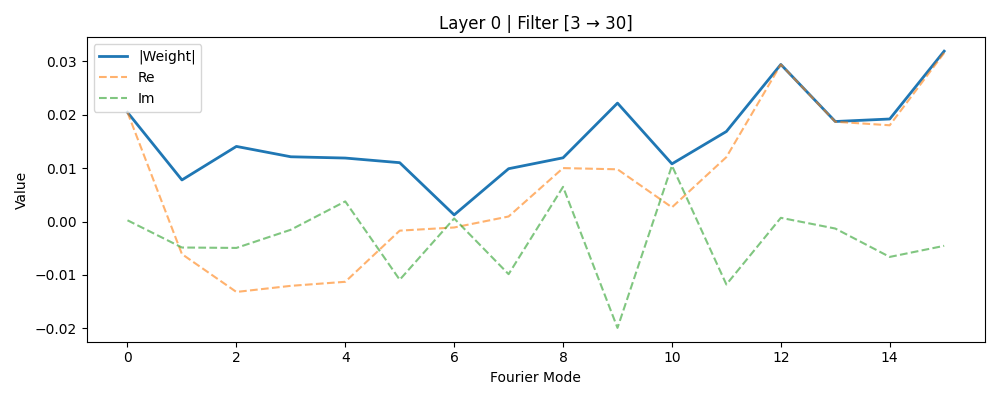 Layer 0 | Filter [3 → 30]
|Weight|
Re
Im
Value
0.03
0.02
0.01
0.00
−0.01
−0.02
0 2 4 6 8 10 12 14
Fourier Mode